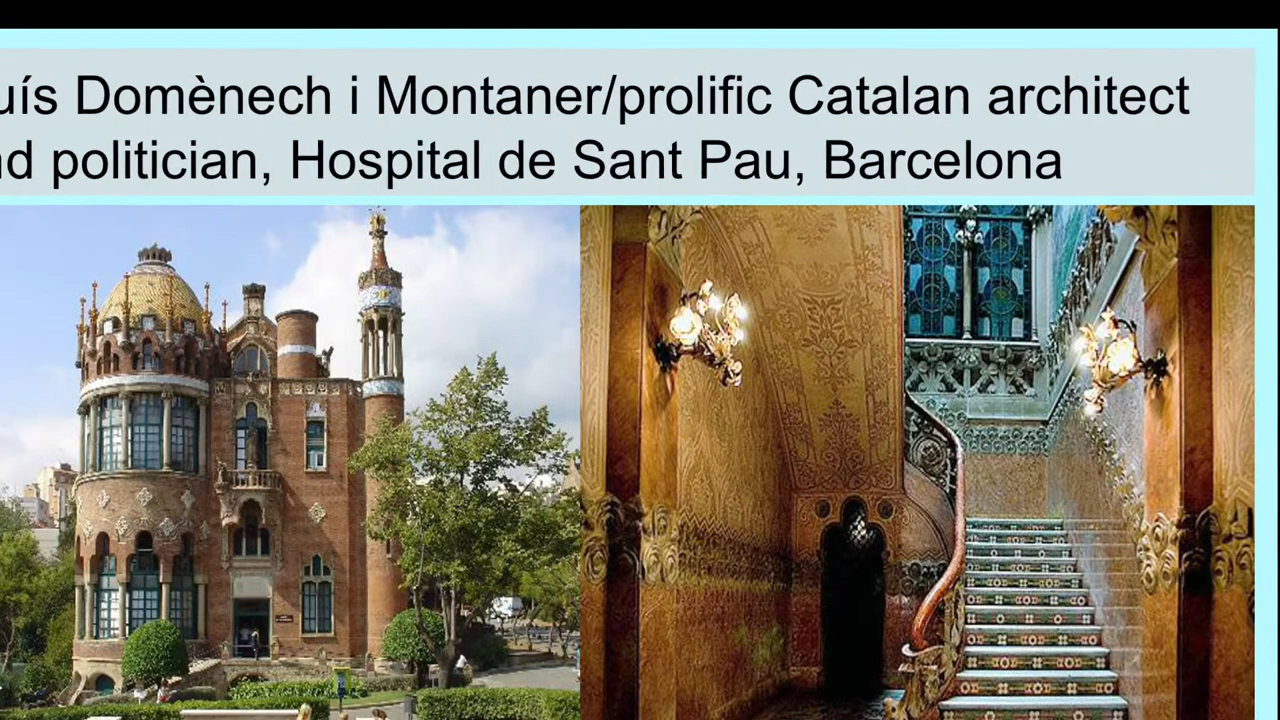 uís Domènech i Montaner/prolific Catalan architect
nd politician, Hospital de Sant Pau, Barcelona